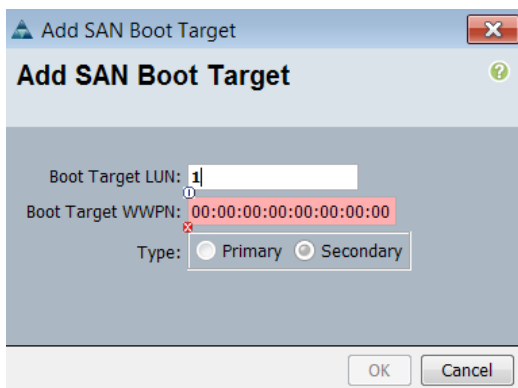 Add SAN Boot Target
Add SAN Boot Target
Boot Target LUN: 1
Boot Target WWPN: 00:00:00:00:00:00:00:00
Type: Primary Secondary
OK Cancel